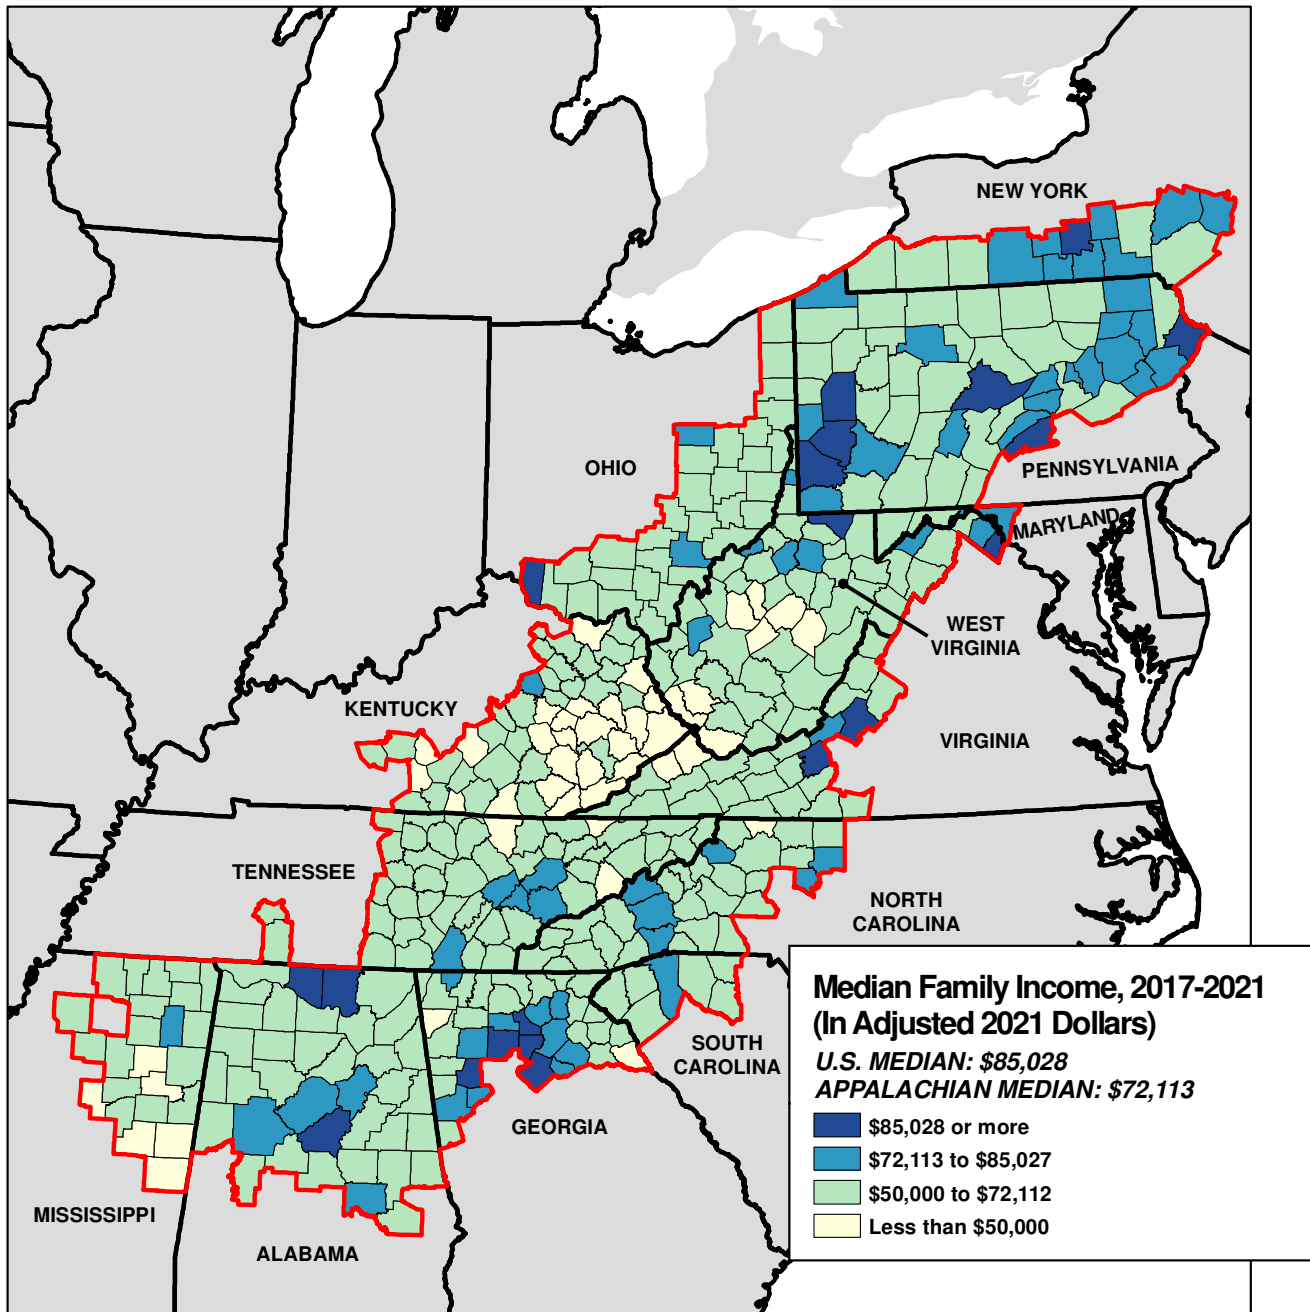 NEW YORK
OHIO
PENNSYLVANIA
MARYLAND
WEST
VIRGINIA
KENTUCKY
VIRGINIA
TENNESSEE
NORTH
CAROLINA
SOUTH
CAROLINA
GEORGIA
MISSISSIPPI
ALABAMA
Median Family Income, 2017-2021
(In Adjusted 2021 Dollars)
U.S. MEDIAN: $85,028
APPALACHIAN MEDIAN: $72,113
$85,028 or more
$72,113 to $85,027
$50,000 to $72,112
Less than $50,000